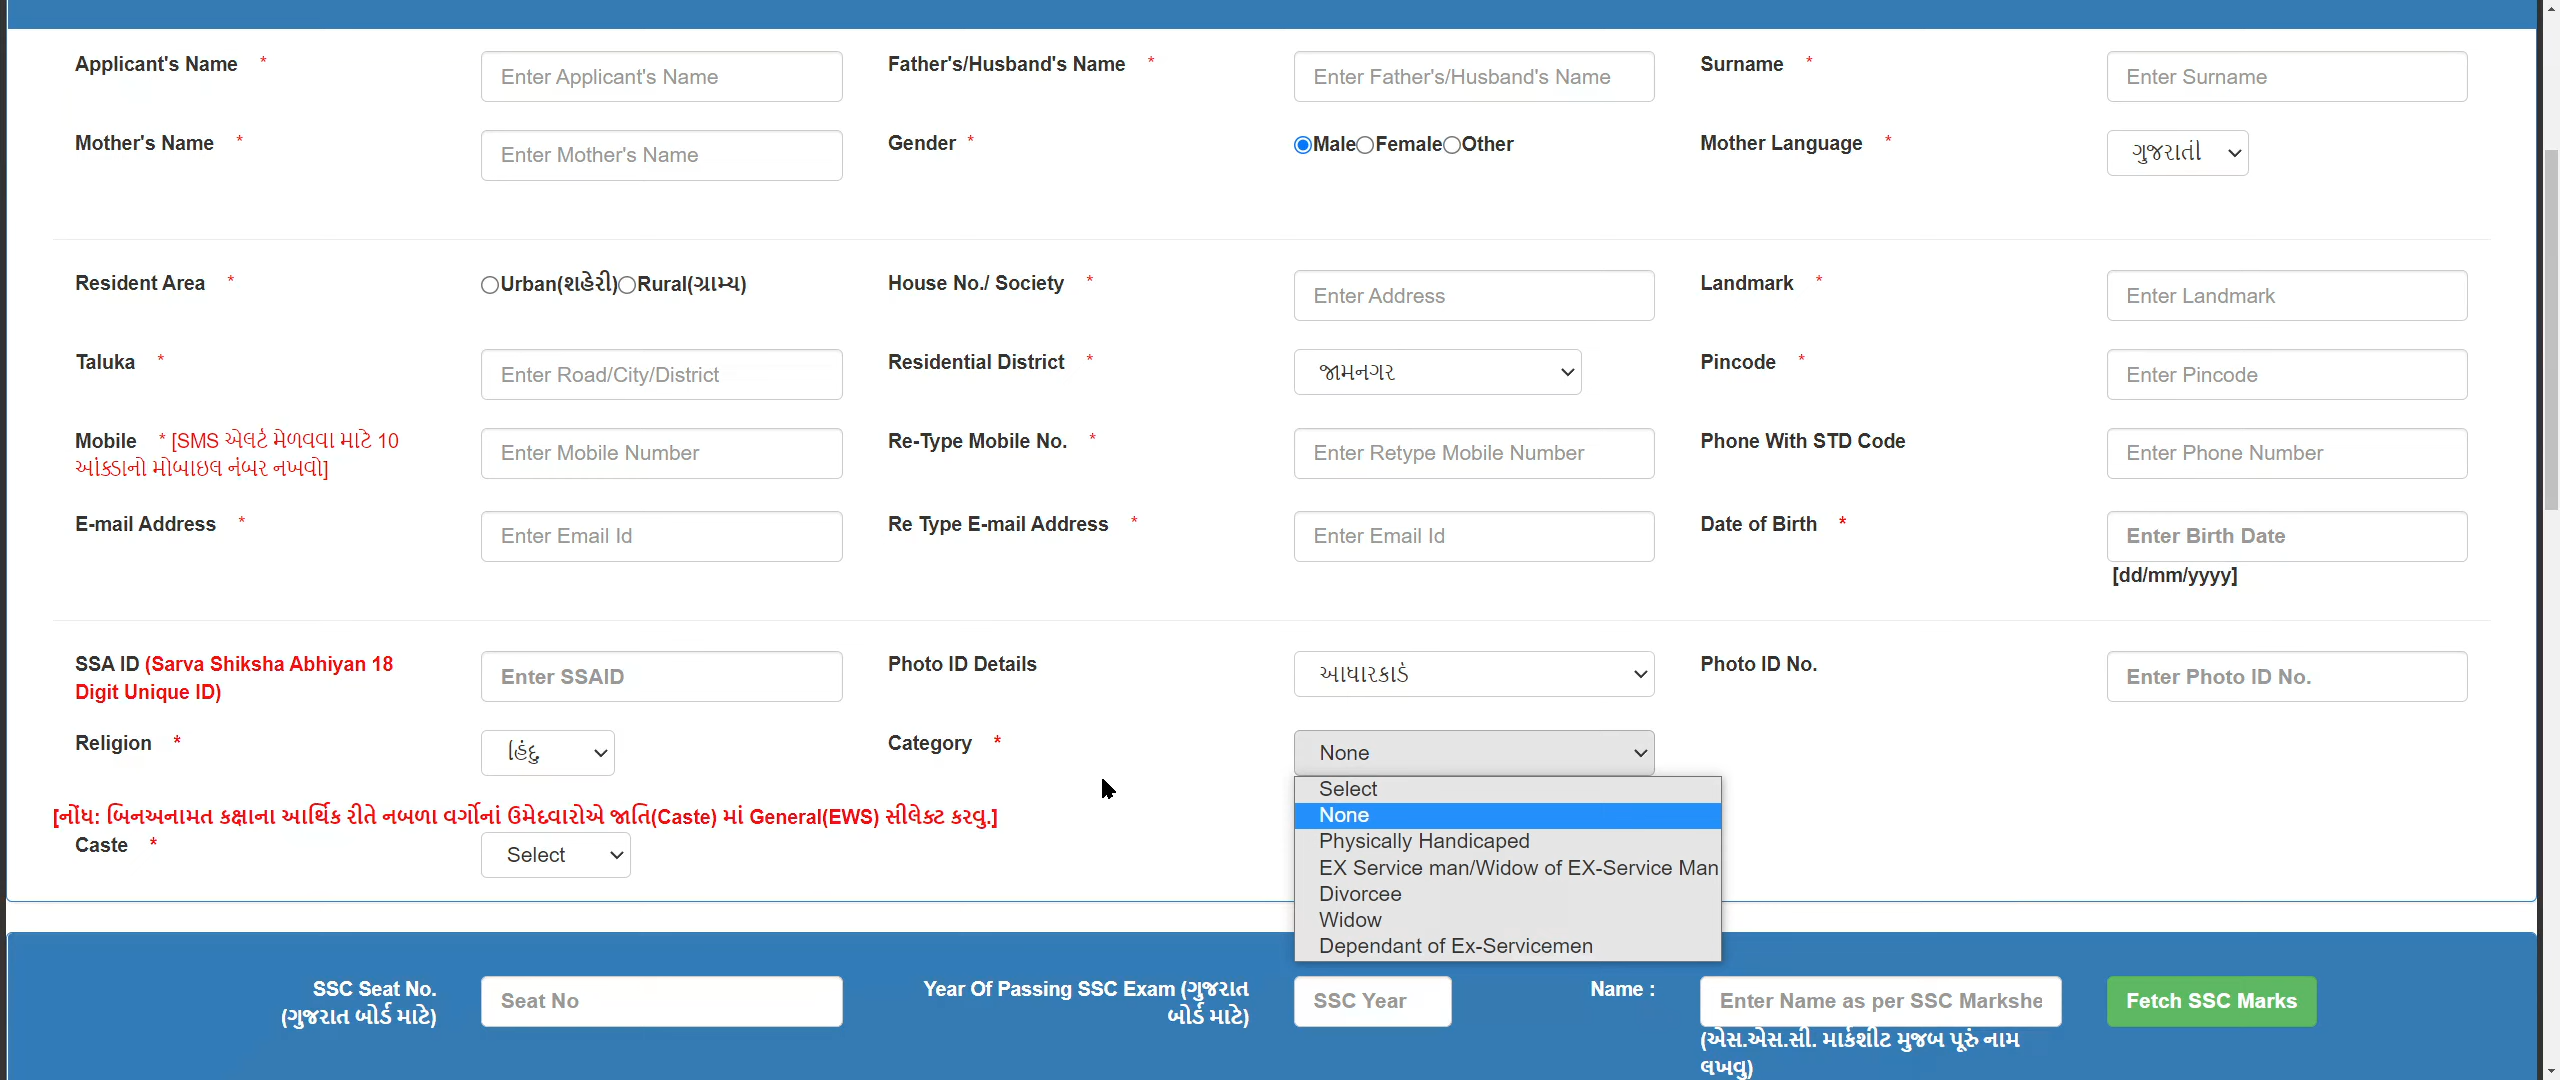 Applicant's Name * Enter Applicant's Name Father's/Husband's Name * Enter Father's/Husband's Name Surname * Enter Surname
Mother's Name * Enter Mother's Name Gender * Male Female Other Mother Language * ગુજરાતી
Resident Area * Urban(શહેરી) Rural(ગ્રામ્ય) House No./ Society * Enter Address Landmark * Enter Landmark
Taluka * Enter Road/City/District Residential District * જામનગર Pincode * Enter Pincode
Mobile * [SMS એલર્ટ મેળવવા માટે 10
આંકડાનો મોબાઇલ નંબર નખવો]
Enter Mobile Number Re-Type Mobile No. * Enter Retype Mobile Number Phone With STD Code Enter Phone Number
E-mail Address * Enter Email Id Re Type E-mail Address * Enter Email Id Date of Birth * Enter Birth Date
[dd/mm/yyyy]
SSA ID (Sarva Shiksha Abhiyan 18
Digit Unique ID)
Enter SSAID Photo ID Details આધારકાર્ડ Photo ID No. Enter Photo ID No.
Religion * હિંદુ Category * None
Select
None
Physically Handicaped
EX Service man/Widow of EX-Service Man
Divorcee
Widow
Dependant of Ex-Servicemen
[નોંધ: બિનઅનામત કક્ષાના આર્થિક રીતે નબળા વર્ગોનાં ઉમેદવારોએ જાતિ(Caste) માં General(EWS) સીલેક્ટ કરવુ.]
Caste * Select
SSC Seat No.
(ગુજરાત બોર્ડ માટે)
Seat No
Year Of Passing SSC Exam (ગુજરાત
બોર્ડ માટે)
SSC Year
Name : Enter Name as per SSC Markshe Fetch SSC Marks
(એસ.એસ.સી. માર્કશીટ મુજબ પૂરું નામ
લખવુ)